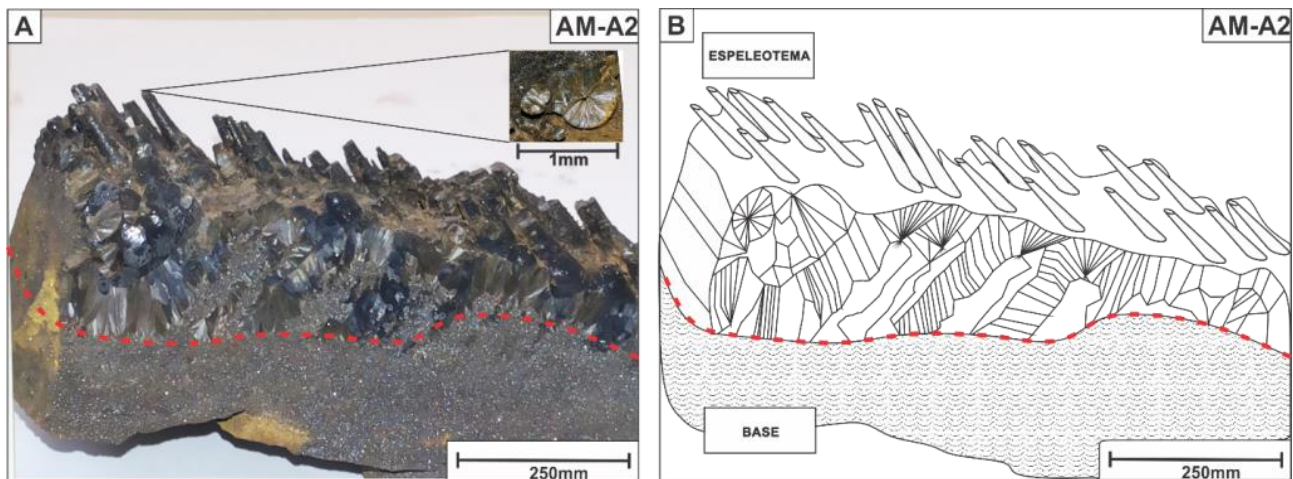 A
AM-A2
1mm
250mm
B
AM-A2
ESPELEOTEMA
BASE
250mm